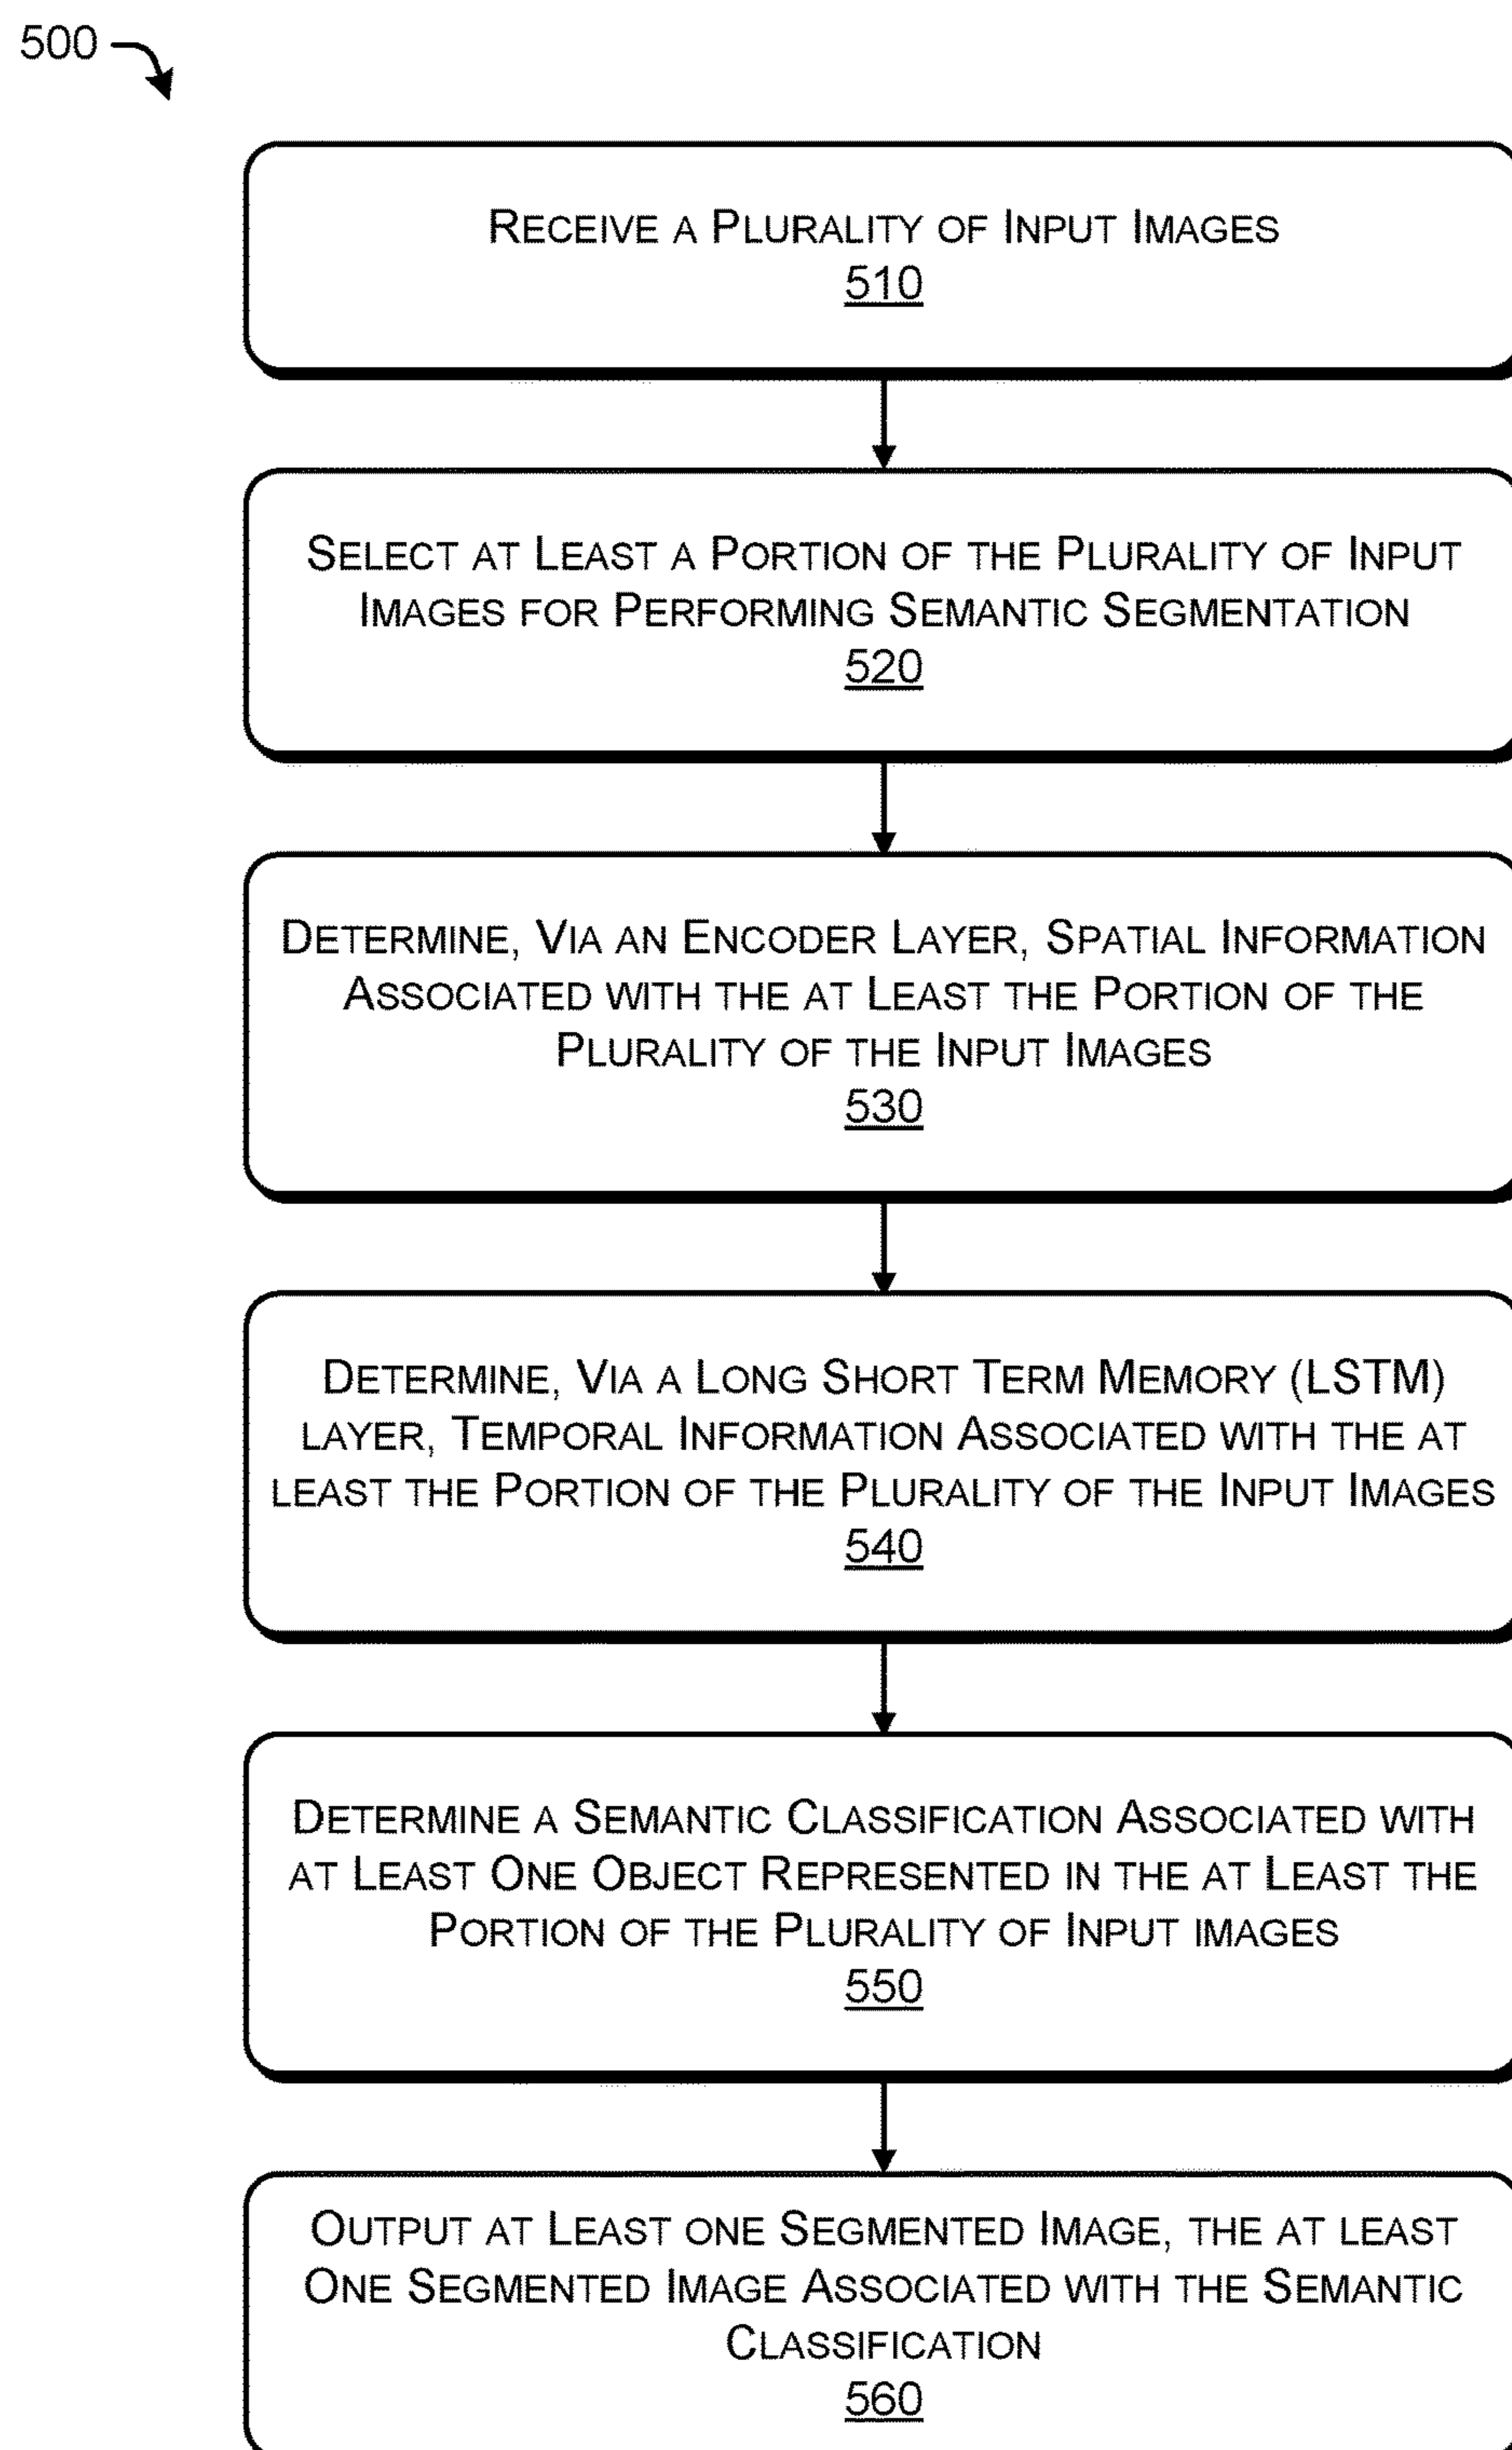 500
RECEIVE A PLURALITY OF INPUT IMAGES
510
SELECT AT LEAST A PORTION OF THE PLURALITY OF INPUT
IMAGES FOR PERFORMING SEMANTIC SEGMENTATION
520
DETERMINE, VIA AN ENCODER LAYER, SPATIAL INFORMATION
ASSOCIATED WITH THE AT LEAST THE PORTION OF THE
PLURALITY OF THE INPUT IMAGES
530
DETERMINE, VIA A LONG SHORT TERM MEMORY (LSTM)
LAYER, TEMPORAL INFORMATION ASSOCIATED WITH THE AT
LEAST THE PORTION OF THE PLURALITY OF THE INPUT IMAGES
540
DETERMINE A SEMANTIC CLASSIFICATION ASSOCIATED WITH
AT LEAST ONE OBJECT REPRESENTED IN THE AT LEAST THE
PORTION OF THE PLURALITY OF INPUT IMAGES
550
OUTPUT AT LEAST ONE SEGMENTED IMAGE, THE AT LEAST
ONE SEGMENTED IMAGE ASSOCIATED WITH THE SEMANTIC
CLASSIFICATION
560